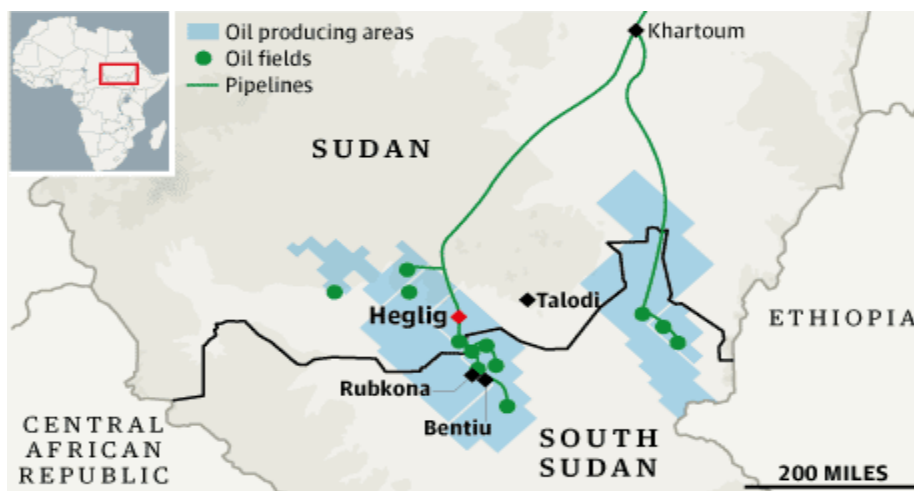 Oil producing areas
Oil fields
Pipelines
Khartoum
SUDAN
Talodi
Heglig
ETHIOPIA
Rubkona
Bentiu
CENTRAL
AFRICAN
REPUBLIC
SOUTH
SUDAN
200 MILES